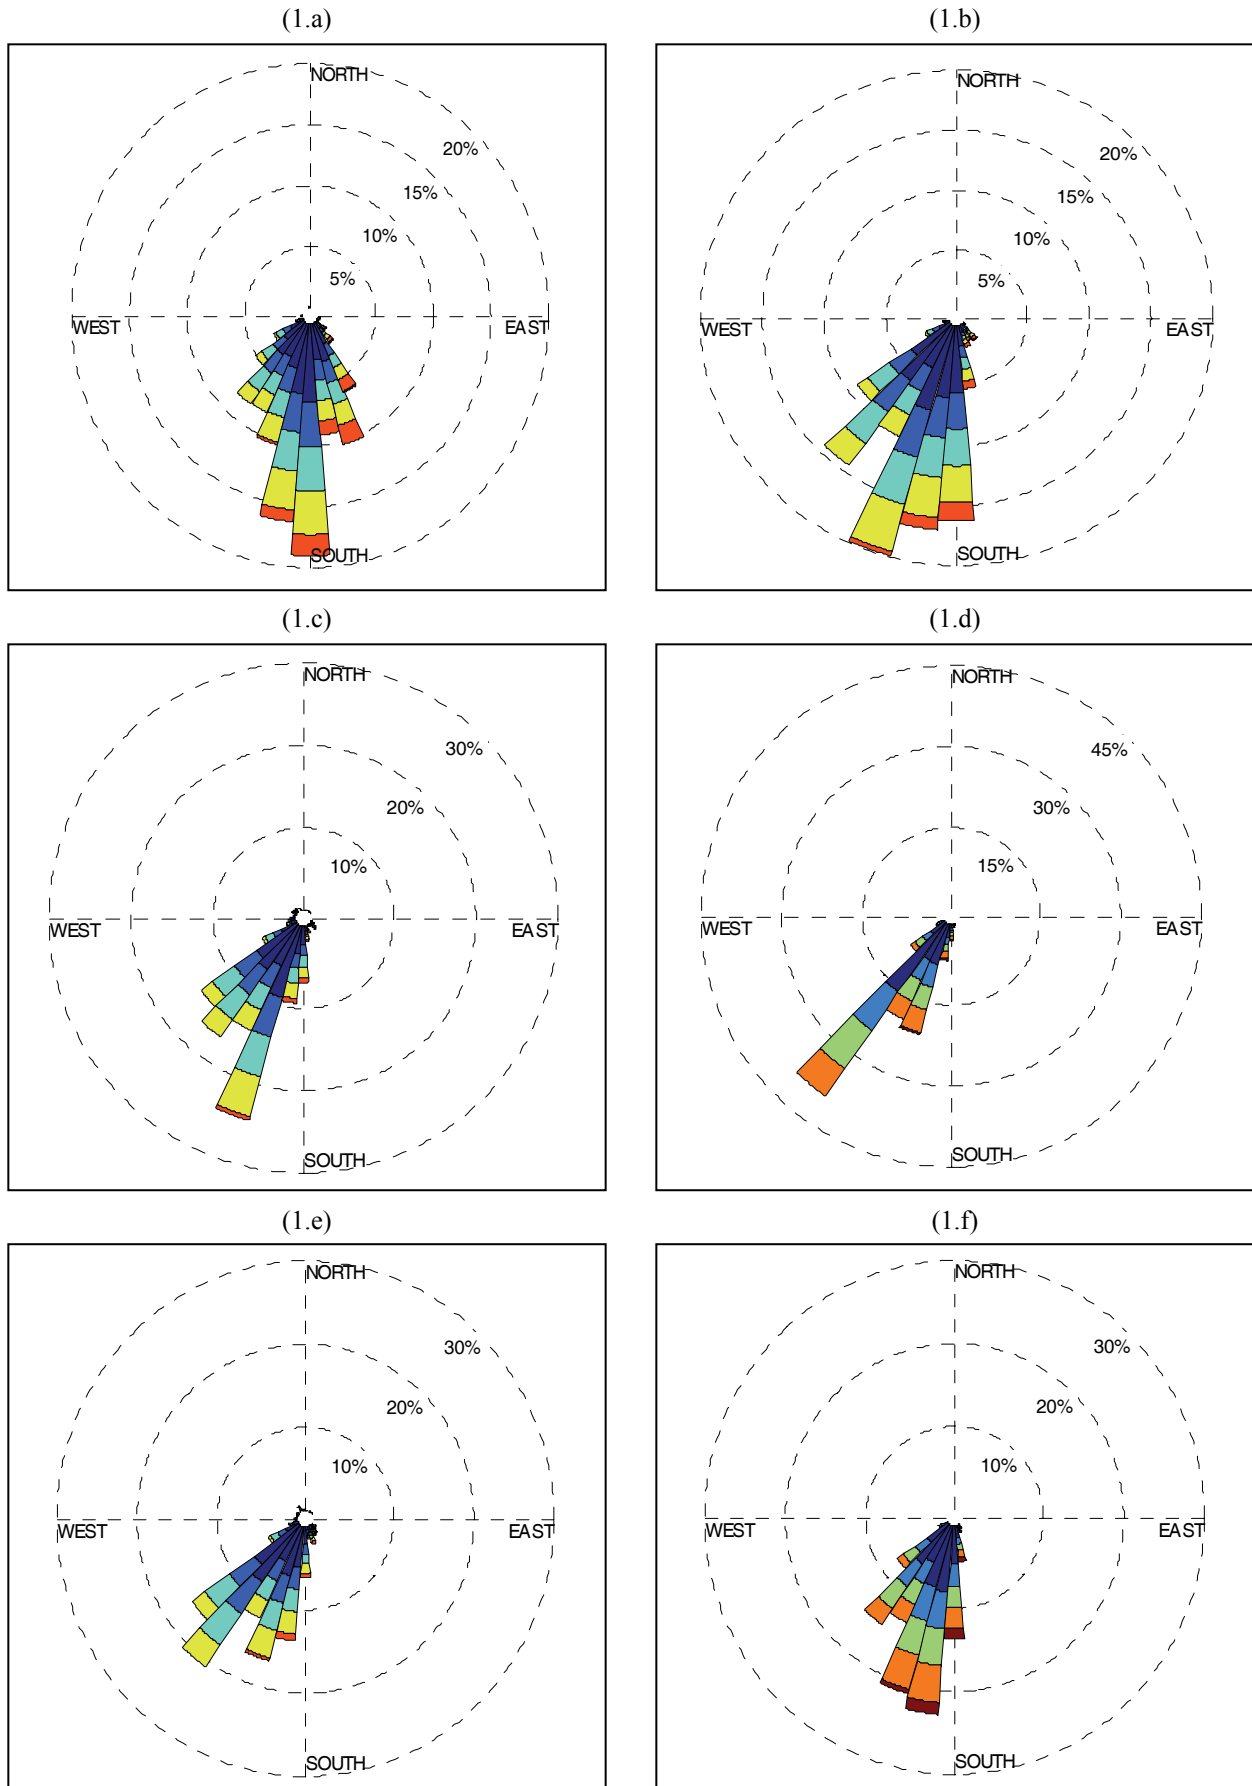 (1.a)
(1.b)
NORTH
20%
15%
10%
5%
WEST
EAST
SOUTH
NORTH
20%
15%
10%
5%
WEST
EAST
SOUTH
(1.c)
(1.d)
NORTH
30%
20%
10%
WEST
EAST
SOUTH
NORTH
45%
30%
15%
WEST
EAST
SOUTH
(1.e)
(1.f)
NORTH
30%
20%
10%
WEST
EAST
SOUTH
NORTH
30%
20%
10%
WEST
EAST
SOUTH